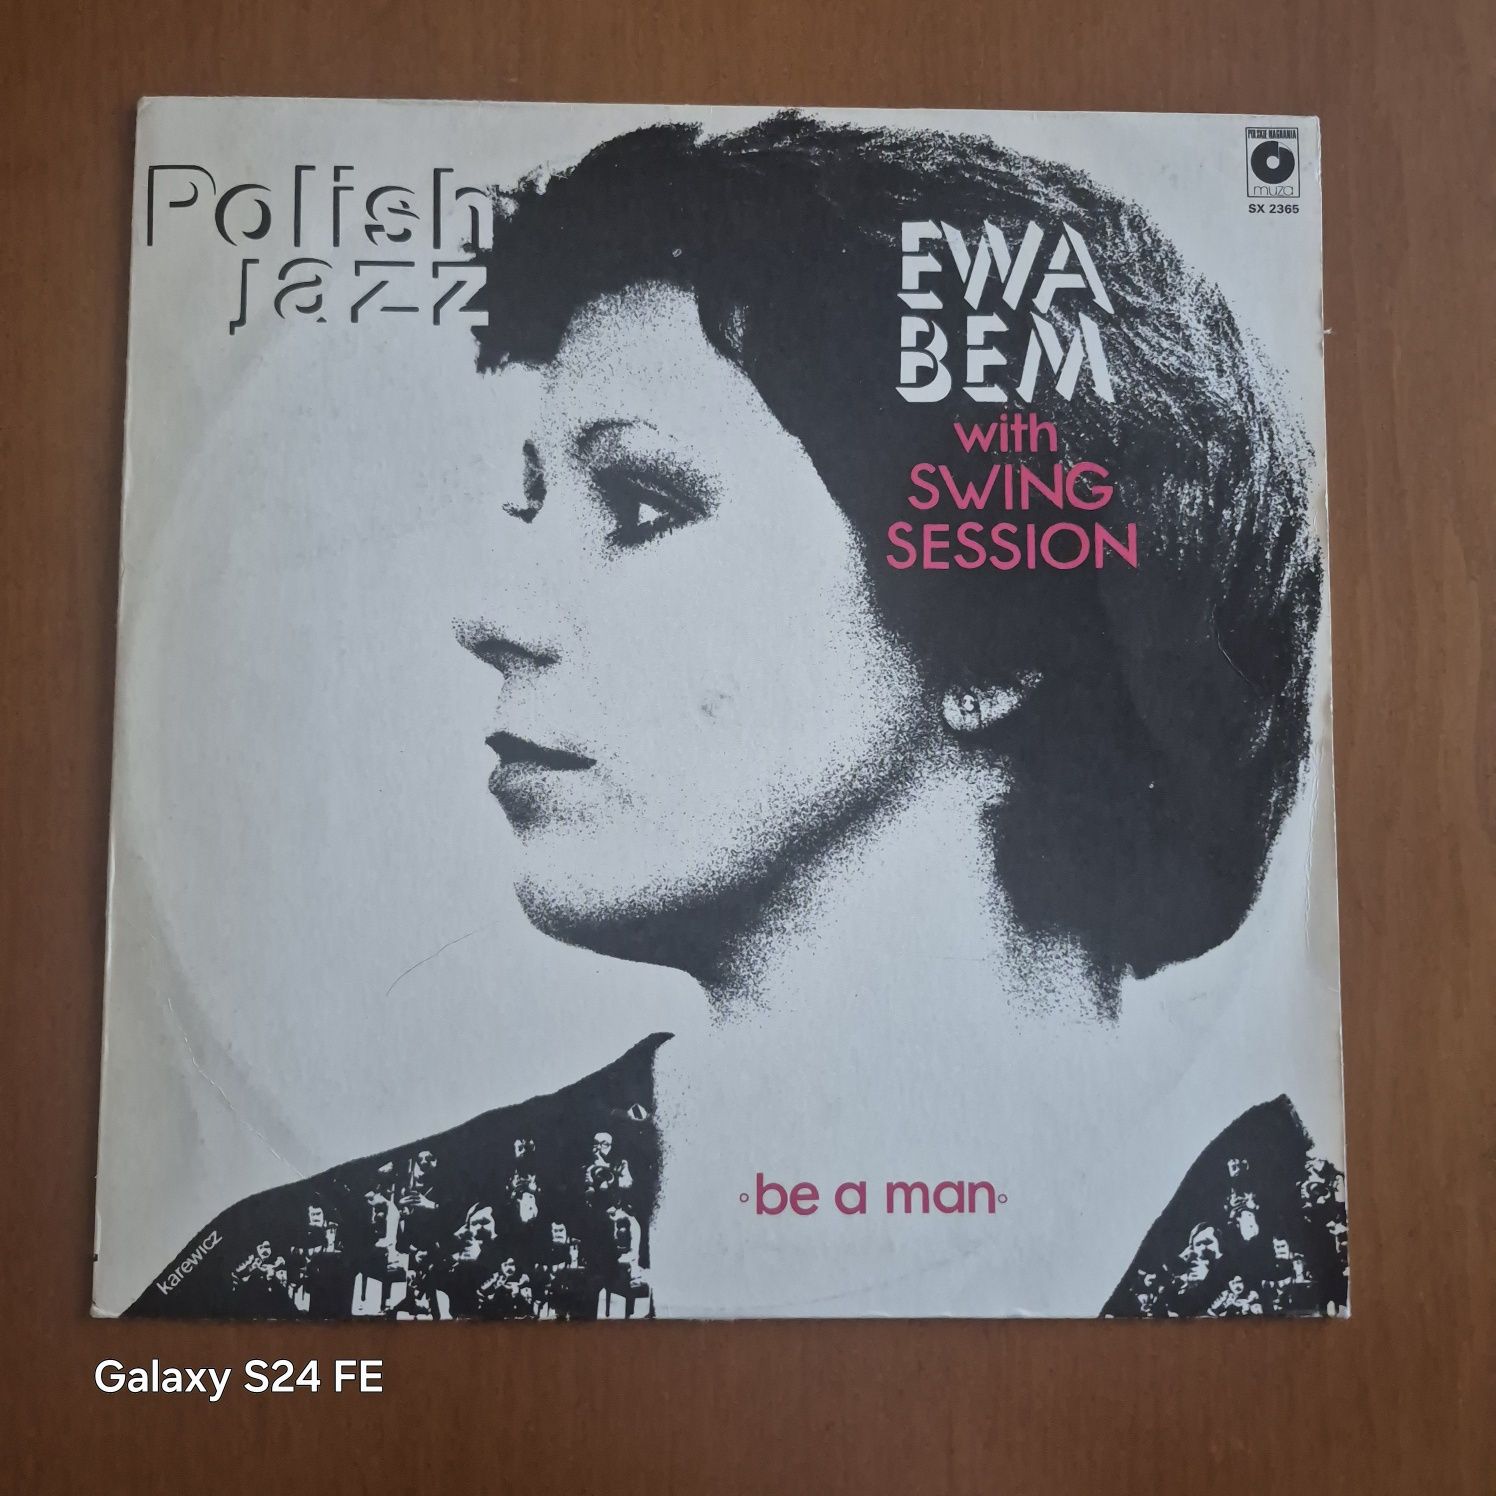 Polish
jazz
POLSKIE NAGRANIA
muza
SX 2365
EWA
BEM
with
SWING
SESSION
◦be a man◦
karewicz
Galaxy S24 FE